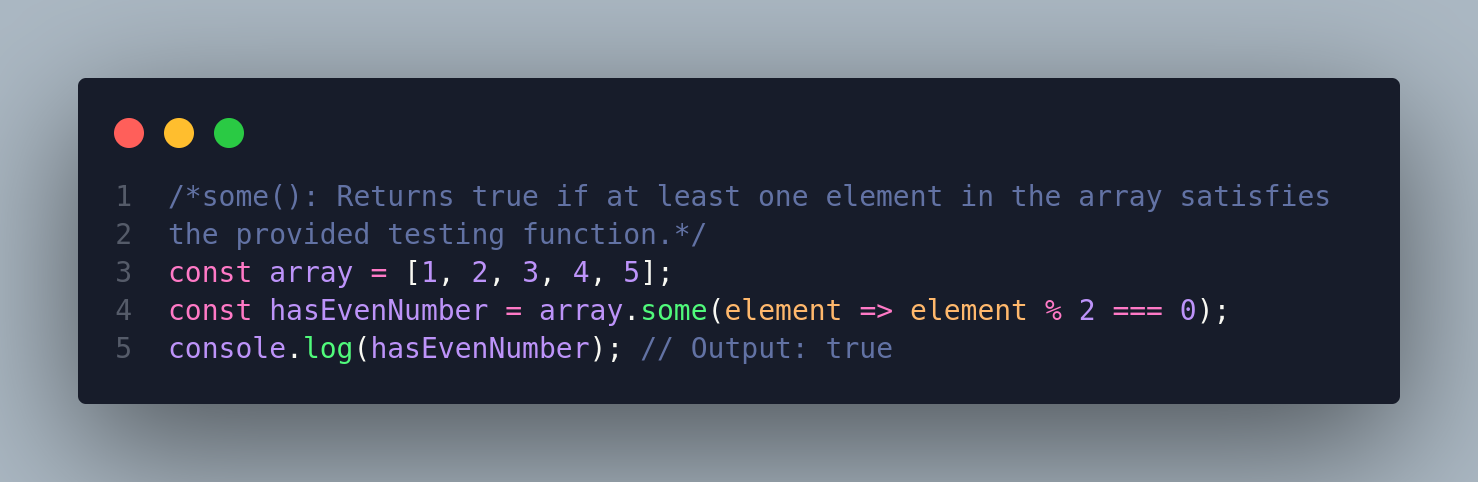 1 /*some(): Returns true if at least one element in the array satisfies
2 the provided testing function.*/
3 const array = [1, 2, 3, 4, 5];
4 const hasEvenNumber = array.some(element => element % 2 === 0);
5 console.log(hasEvenNumber); // Output: true